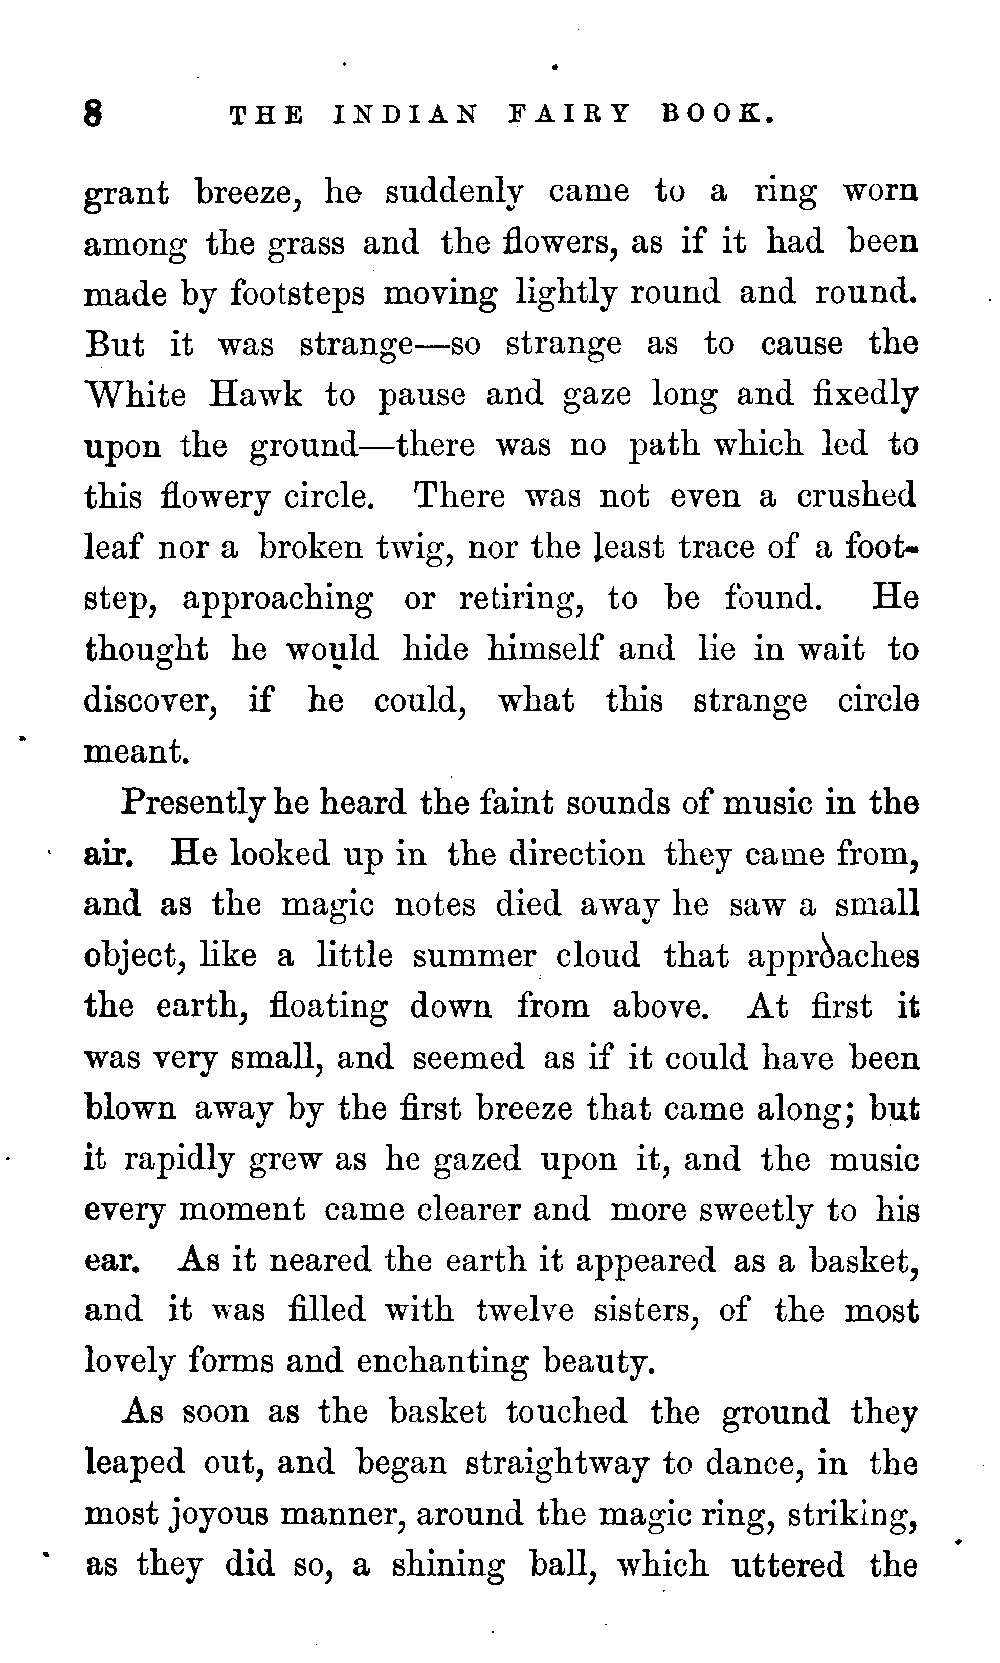 8 THE INDIAN FAIRY BOOK.
grant breeze, he suddenly came to a ring worn
among the grass and the flowers, as if it had been
made by footsteps moving lightly round and round.
But it was strange—so strange as to cause the
White Hawk to pause and gaze long and fixedly
upon the ground—there was no path which led to
this flowery circle. There was not even a crushed
leaf nor a broken twig, nor the least trace of a foot-
step, approaching or retiring, to be found. He
thought he would hide himself and lie in wait to
discover, if he could, what this strange circle
meant.
Presently he heard the faint sounds of music in the
air. He looked up in the direction they came from,
and as the magic notes died away he saw a small
object, like a little summer cloud that approaches
the earth, floating down from above. At first it
was very small, and seemed as if it could have been
blown away by the first breeze that came along; but
it rapidly grew as he gazed upon it, and the music
every moment came clearer and more sweetly to his
ear. As it neared the earth it appeared as a basket,
and it was filled with twelve sisters, of the most
lovely forms and enchanting beauty.
As soon as the basket touched the ground they
leaped out, and began straightway to dance, in the
most joyous manner, around the magic ring, striking,
as they did so, a shining ball, which uttered the